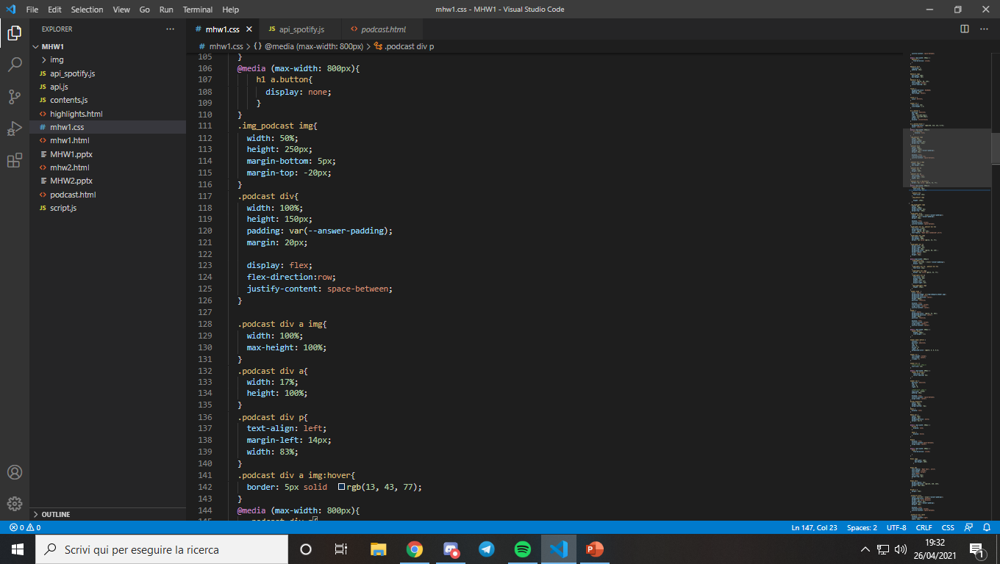 File Edit Selection View Go Run Terminal Help
mhw1.css - MHW1 - Visual Studio Code
EXPLORER
MHW1
img
JS api_spotify.js
JS api.js
JS contents.js
<> highlights.html
# mhw1.css
<> mhw1.html
MHW1.pptx
<> mhw2.html
MHW2.pptx
<> podcast.html
JS script.js
OUTLINE
# mhw1.css JS api_spotify.js <> podcast.html
# mhw1.css > {} @media (max-width: 800px) > .podcast div p
105 }
106 @media (max-width: 800px){
107 h1 a.button{
108 display: none;
109 }
110 }
111 .img_podcast img{
112 width: 50%;
113 height: 250px;
114 margin-bottom: 5px;
115 margin-top: -20px;
116 }
117 .podcast div{
118 width: 100%;
119 height: 150px;
120 padding: var(--answer-padding);
121 margin: 20px;
122
123 display: flex;
124 flex-direction:row;
125 justify-content: space-between;
126 }
127
128 .podcast div a img{
129 width: 100%;
130 max-height: 100%;
131 }
132 .podcast div a{
133 width: 17%;
134 height: 100%;
135 }
136 .podcast div p{
137 text-align: left;
138 margin-left: 14px;
139 width: 83%;
140 }
141 .podcast div a img:hover{
142 border: 5px solid rgb(13, 43, 77);
143 }
144 @media (max-width: 800px){
0 0 Ln 147, Col 23 Spaces: 2 UTF-8 CRLF CSS
Scrivi qui per eseguire la ricerca
19:32
26/04/2021
1